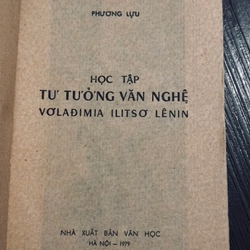 PHƯƠNG LỰU
HỌC TẬP
TƯ TƯỞNG VĂN NGHỆ
VƠLAĐIMIA ILITSƠ LÊNIN
NHÀ XUẤT BẢN VĂN HỌC
HÀ NỘI — 1979